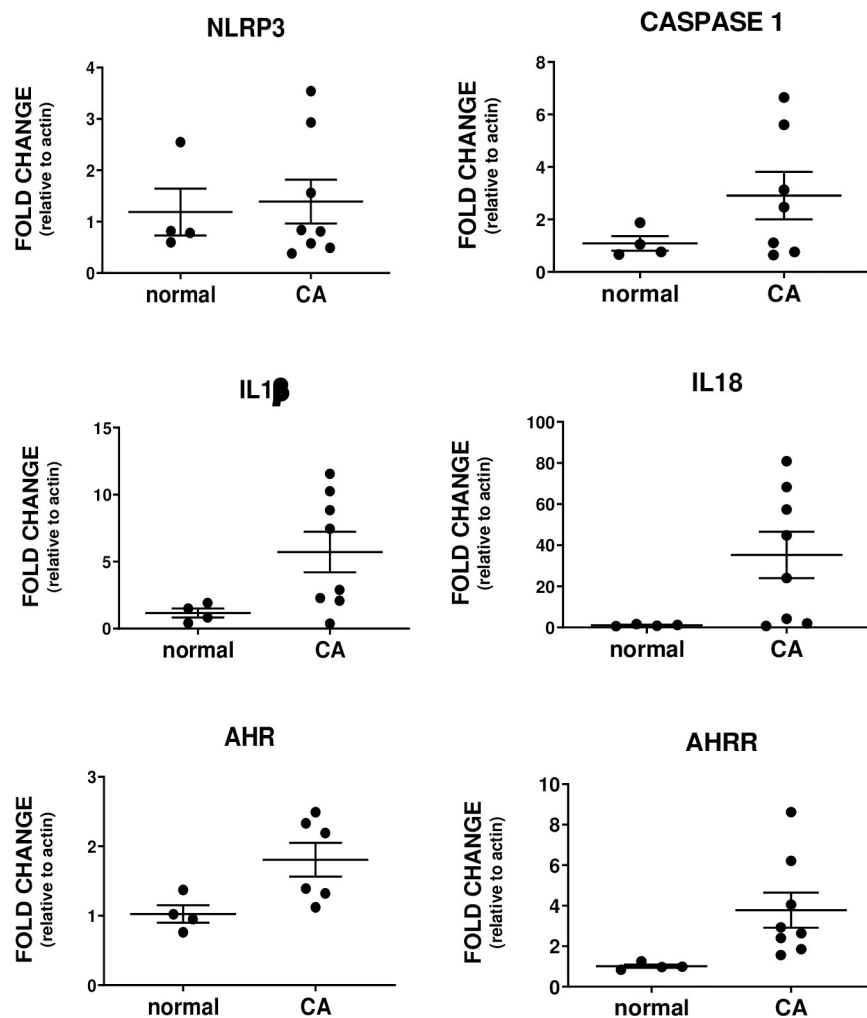 NLRP3
FOLD CHANGE
(relative to actin)
4
3
2
1
0
normal CA
CASPASE 1
FOLD CHANGE
(relative to actin)
8
6
4
2
0
normal CA
IL1β
FOLD CHANGE
(relative to actin)
15
10
5
0
normal CA
IL18
FOLD CHANGE
(relative to actin)
100
80
60
40
20
0
normal CA
AHR
FOLD CHANGE
(relative to actin)
3
2
1
0
normal CA
AHRR
FOLD CHANGE
(relative to actin)
10
8
6
4
2
0
normal CA